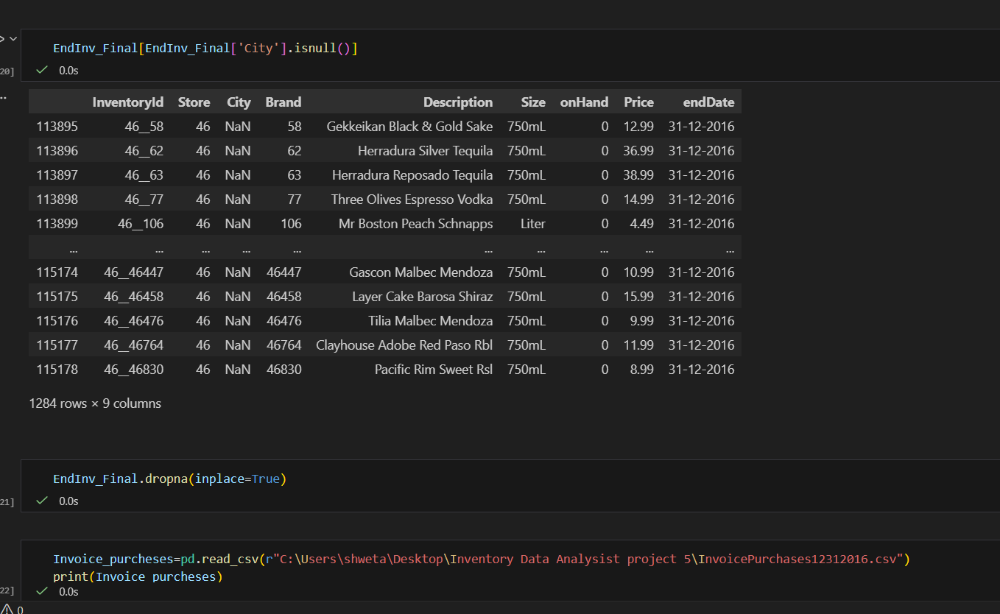 EndInv_Final[EndInv_Final['City'].isnull()]
20]
0.0s
InventoryId Store City Brand Description Size onHand Price endDate
113895 46__58 46 NaN 58 Gekkeikan Black & Gold Sake 750mL 0 12.99 31-12-2016
113896 46__62 46 NaN 62 Herradura Silver Tequila 750mL 0 36.99 31-12-2016
113897 46__63 46 NaN 63 Herradura Reposado Tequila 750mL 0 38.99 31-12-2016
113898 46__77 46 NaN 77 Three Olives Espresso Vodka 750mL 0 14.99 31-12-2016
113899 46__106 46 NaN 106 Mr Boston Peach Schnapps Liter 0 4.49 31-12-2016
... ... ... ... ... ... ... ... ... ...
115174 46__46447 46 NaN 46447 Gascon Malbec Mendoza 750mL 0 10.99 31-12-2016
115175 46__46458 46 NaN 46458 Layer Cake Barosa Shiraz 750mL 0 15.99 31-12-2016
115176 46__46476 46 NaN 46476 Tilia Malbec Mendoza 750mL 0 9.99 31-12-2016
115177 46__46764 46 NaN 46764 Clayhouse Adobe Red Paso Rbl 750mL 0 11.99 31-12-2016
115178 46__46830 46 NaN 46830 Pacific Rim Sweet Rsl 750mL 0 8.99 31-12-2016
1284 rows × 9 columns
EndInv_Final.dropna(inplace=True)
21]
0.0s
Invoice_purcheses=pd.read_csv(r"C:\Users\shweta\Desktop\Inventory Data Analysist project 5\InvoicePurchases12312016.csv")
print(Invoice purcheses)
22]
0.0s
0